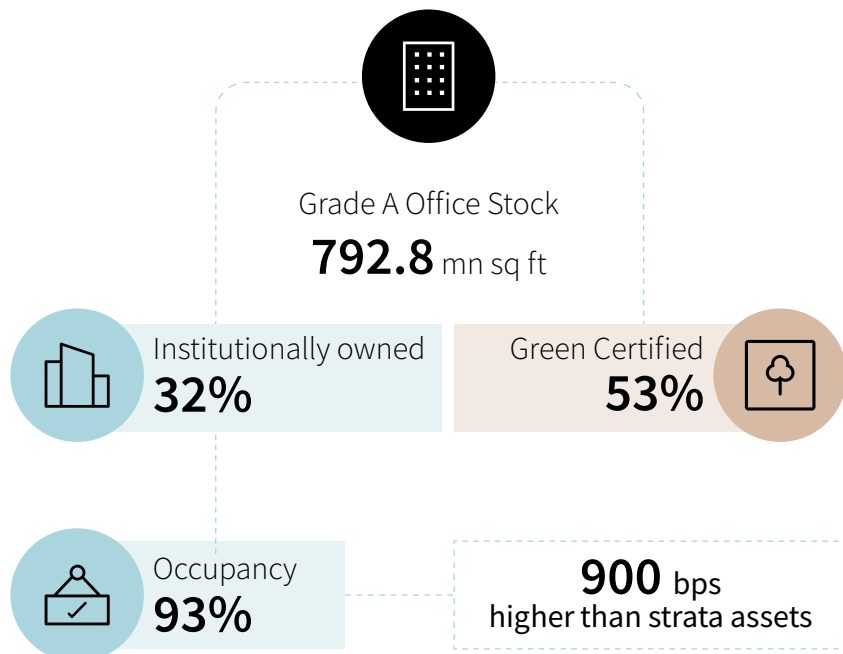 Grade A Office Stock
792.8 mn sq ft
Institutionally owned
32%
Green Certified
53%
Occupancy
93%
900 bps
higher than strata assets